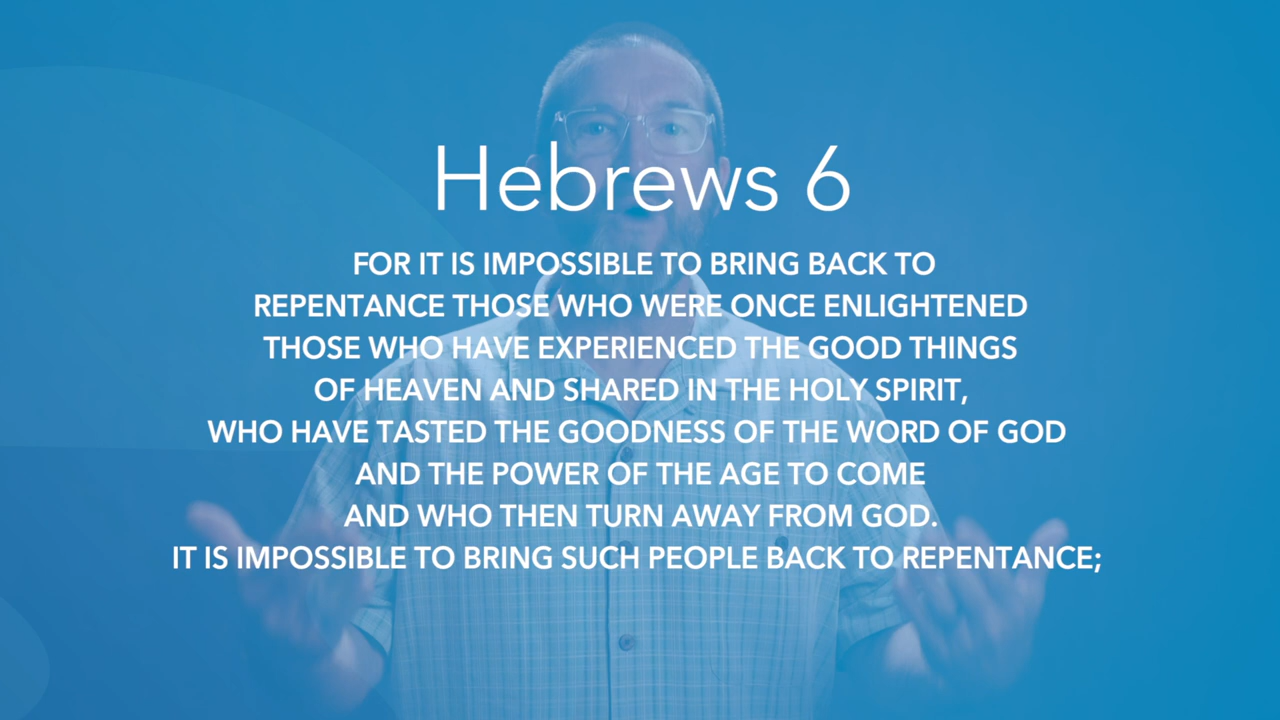 Hebrews 6
FOR IT IS IMPOSSIBLE TO BRING BACK TO
REPENTANCE THOSE WHO WERE ONCE ENLIGHTENED
THOSE WHO HAVE EXPERIENCED THE GOOD THINGS
OF HEAVEN AND SHARED IN THE HOLY SPIRIT,
WHO HAVE TASTED THE GOODNESS OF THE WORD OF GOD
AND THE POWER OF THE AGE TO COME
AND WHO THEN TURN AWAY FROM GOD.
IT IS IMPOSSIBLE TO BRING SUCH PEOPLE BACK TO REPENTANCE;